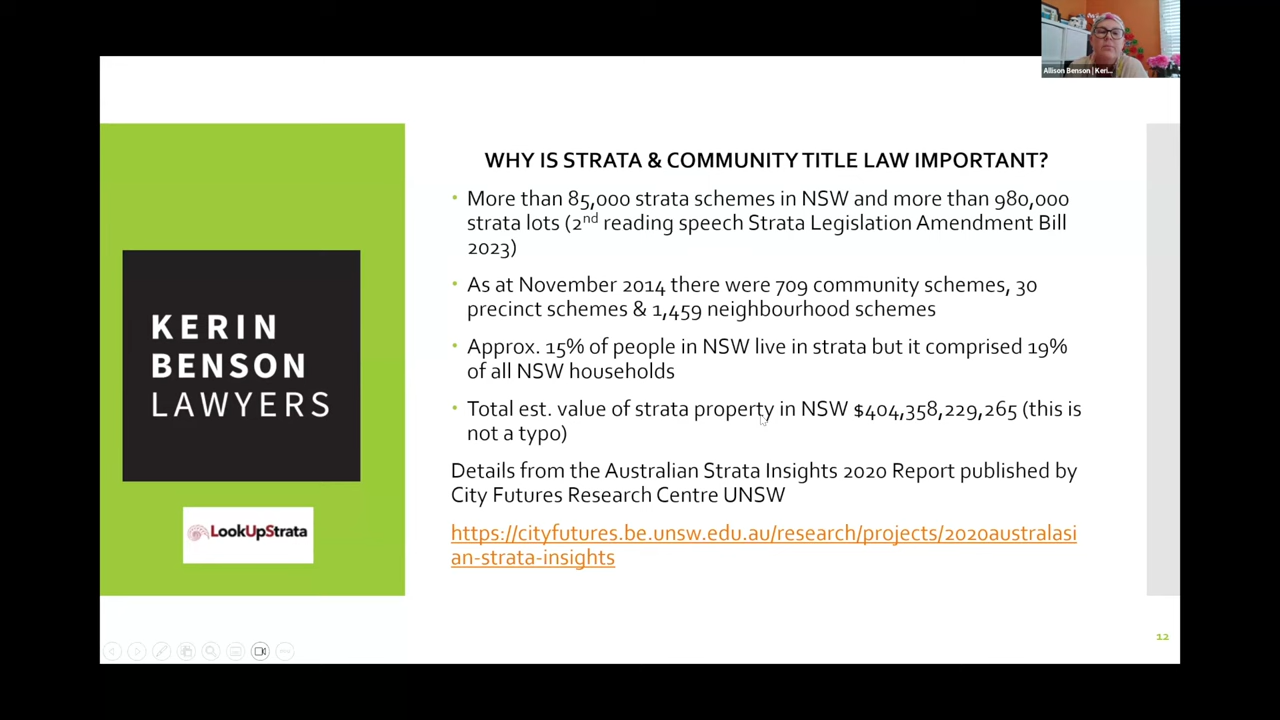 Allison Benson | Keri...
WHY IS STRATA & COMMUNITY TITLE LAW IMPORTANT?
• More than 85,000 strata schemes in NSW and more than 980,000
strata lots (2nd reading speech Strata Legislation Amendment Bill
2023)
• As at November 2014 there were 709 community schemes, 30
precinct schemes & 1,459 neighbourhood schemes
• Approx. 15% of people in NSW live in strata but it comprised 19%
of all NSW households
• Total est. value of strata property in NSW $404,358,229,265 (this is
not a typo)
Details from the Australian Strata Insights 2020 Report published by
City Futures Research Centre UNSW
https://cityfutures.be.unsw.edu.au/research/projects/2020australasi
an-strata-insights
KERIN
BENSON
LAWYERS
LookUpStrata
12